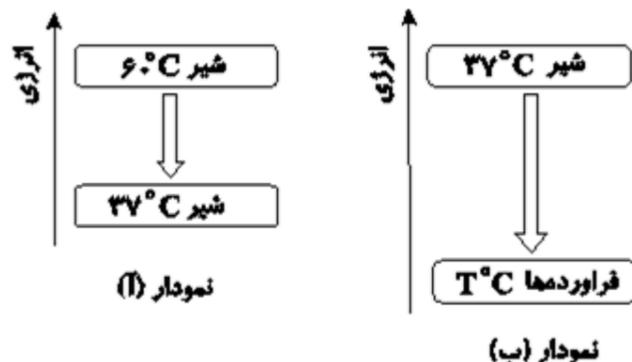 انرژی
شیر ۶۰°C
شیر ۳۷°C
نمودار (آ)
انرژی
شیر ۳۷°C
فراورده‌ها T°C
نمودار (ب)